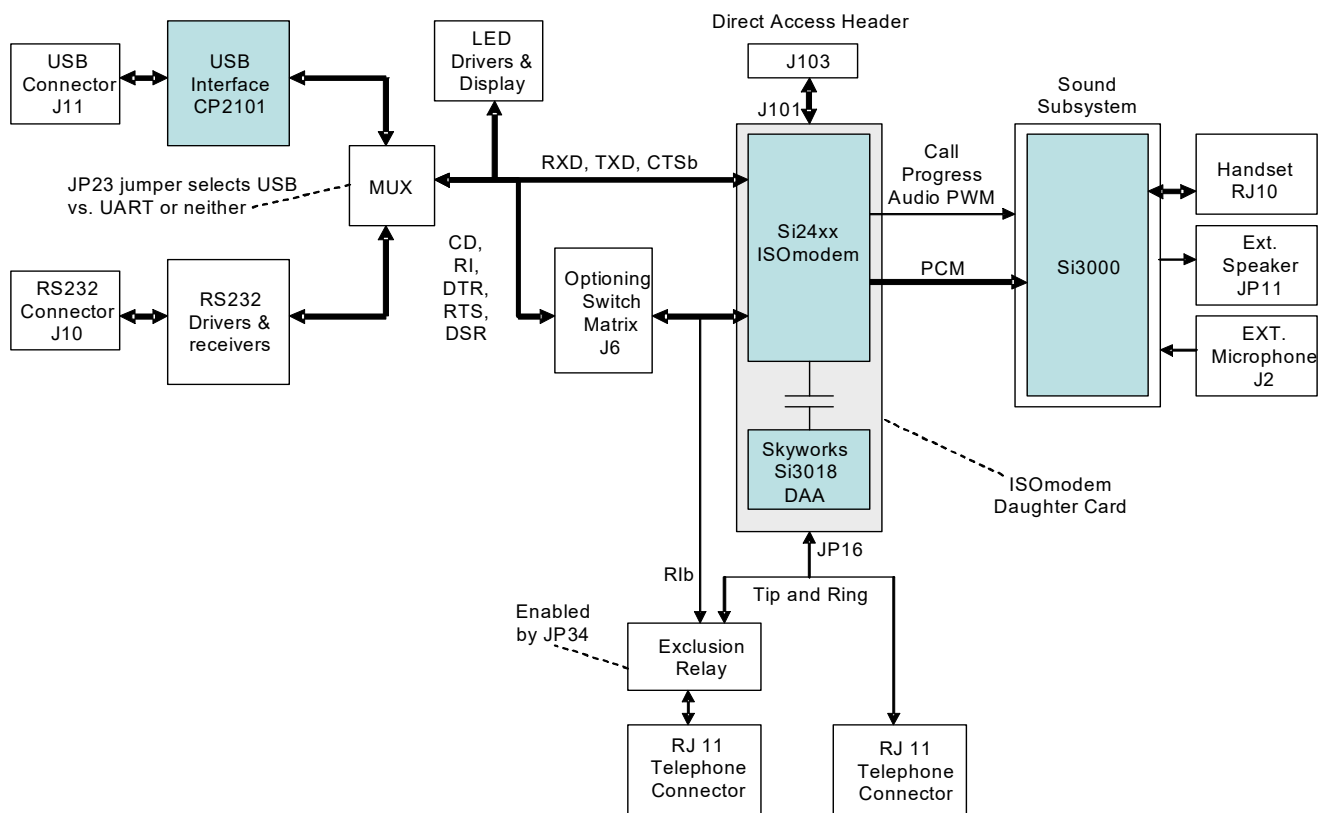 Direct Access Header
USB
Connector
J11
USB
Interface
CP2101
LED
Drivers &
Display
J103
J101
Sound
Subsystem
JP23 jumper selects USB
vs. UART or neither
MUX
RXD, TXD, CTSb
Call
Progress
Audio PWM
Handset
RJ10
Si24xx
ISOmodem
PCM
Si3000
Ext.
Speaker
JP11
RS232
Connector
J10
RS232
Drivers &
receivers
CD,
RI,
DTR,
RTS,
DSR
Optioning
Switch
Matrix
J6
EXT.
Microphone
J2
Skyworks
Si3018
DAA
ISOmodem
Daughter Card
JP16
RIb
Tip and Ring
Enabled
by JP34
Exclusion
Relay
RJ 11
Telephone
Connector
RJ 11
Telephone
Connector